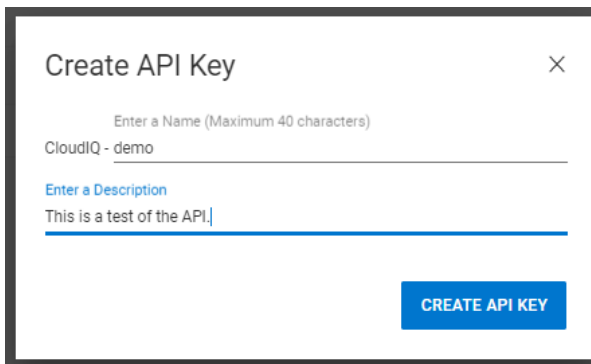 Create API Key
Enter a Name (Maximum 40 characters)
CloudIQ - demo
Enter a Description
This is a test of the API.
CREATE API KEY